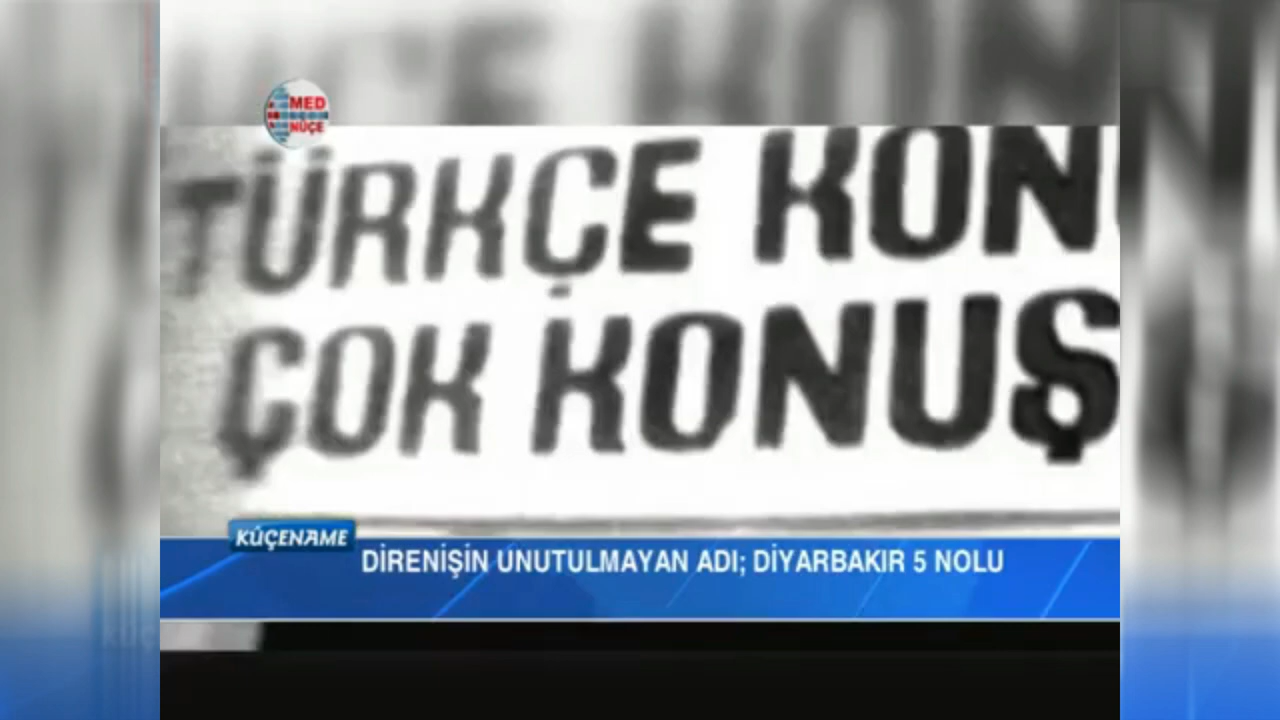 MED
NÛÇE
TÜRKÇE KON
ÇOK KONUŞ
KÛÇENAME
DİRENİŞİN UNUTULMAYAN ADI; DİYARBAKIR 5 NOLU